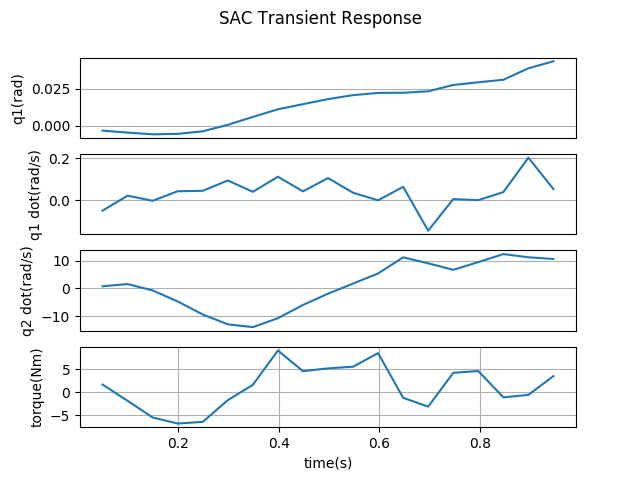 SAC Transient Response
q1(rad)
0.025
0.000
q1 dot(rad/s)
0.2
0.0
q2 dot(rad/s)
10
0
−10
torque(Nm)
5
0
−5
0.2 0.4 0.6 0.8
time(s)